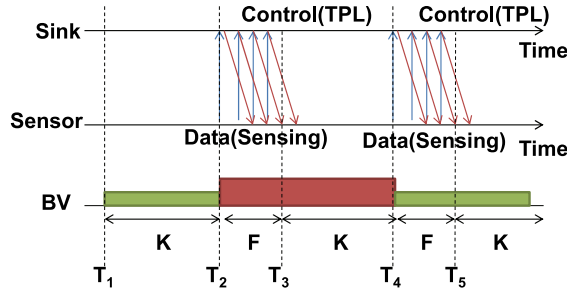 Control(TPL) Control(TPL)
Sink
Time
Sensor
Data(Sensing) Data(Sensing)
Time
BV
K F K F K
T1 T2 T3 T4 T5